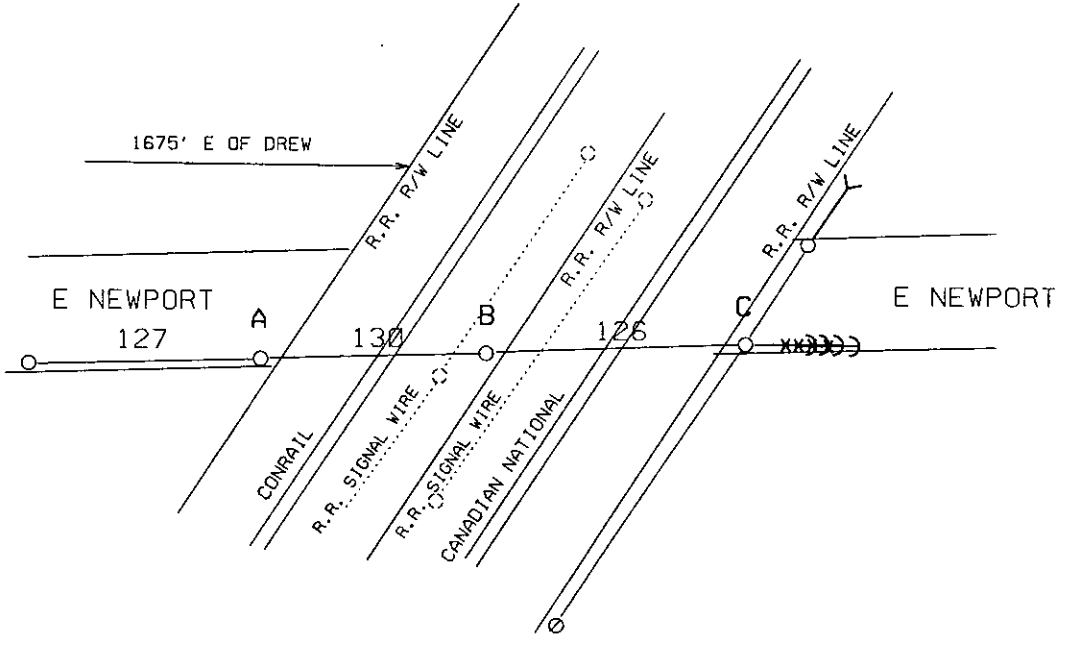 1675' E OF DREW
R.R. R/W LINE
R.R. R/W LINE
R.R. R/W LINE
E NEWPORT
E NEWPORT
127
A
130
B
126
C
CONRAIL
R.R. SIGNAL WIRE
R.R. SIGNAL WIRE
CANADIAN NATIONAL